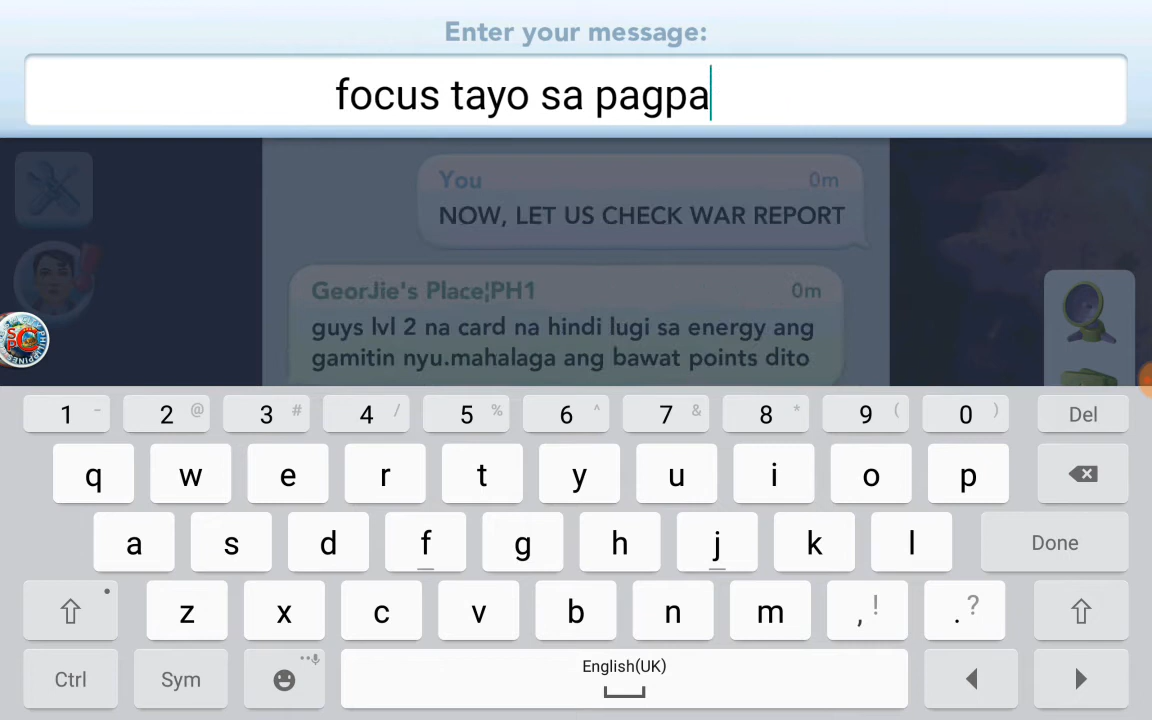 Enter your message:
focus tayo sa pagpa
You 0m
NOW, LET US CHECK WAR REPORT
GeorJie's Place¦PH1 0m
guys lvl 2 na card na hindi lugi sa energy ang
gamitin nyu.mahalaga ang bawat points dito
1 - 2 @ 3 # 4 / 5 % 6 ^ 7 & 8 * 9 ( 0 ) Del
q w e r t y u i o p
a s d f g h j k l Done
z x c v b n m , ! . ?
Ctrl Sym English(UK)